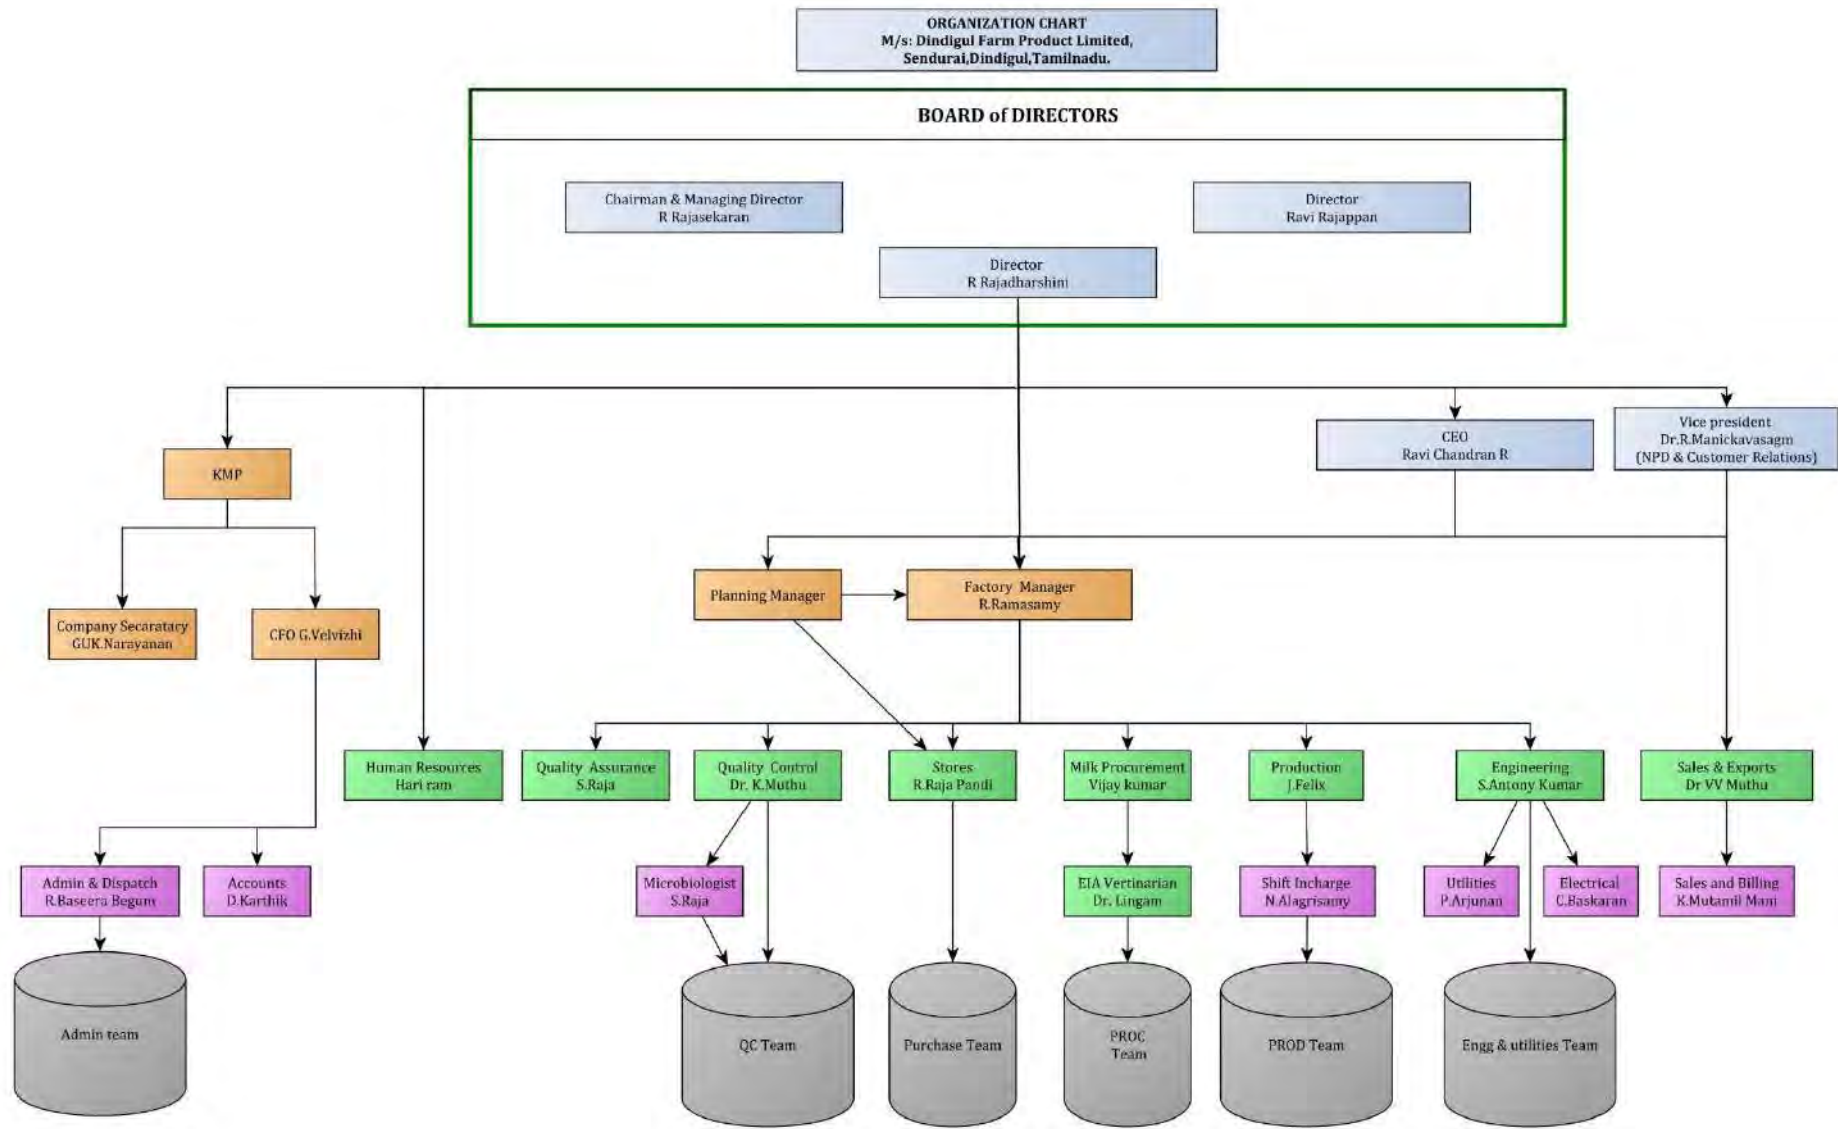 ORGANIZATION CHART
M/s: Dindigul Farm Product Limited,
Sendurai,Dindigul,Tamilnadu.
BOARD of DIRECTORS
Chairman & Managing Director
R Rajasekaran
Director
Ravi Rajappan
Director
R Rajadharshini
KMP
CEO
Ravi Chandran R
Vice president
Dr.R.Manickavasagm
(NPD & Customer Relations)
Company Secaratary
GUK.Narayanan
CFO G.Velvizhi
Planning Manager
Factory Manager
R.Ramasamy
Human Resources
Hari ram
Quality Assurance
S.Raja
Quality Control
Dr. K.Muthu
Stores
R.Raja Pandi
Milk Procurement
Vijay kumar
Production
J.Felix
Engineering
S.Antony Kumar
Sales & Exports
Dr VV Muthu
Admin & Dispatch
R.Baseera Begum
Accounts
D.Karthik
Microbiologist
S.Raja
EIA Vertinarian
Dr. Lingam
Shift Incharge
N.Alagrisamy
Utilities
P.Arjunan
Electrical
C.Baskaran
Sales and Billing
K.Mutamil Mani
Admin team
QC Team
Purchase Team
PROC
Team
PROD Team
Engg & utilities Team